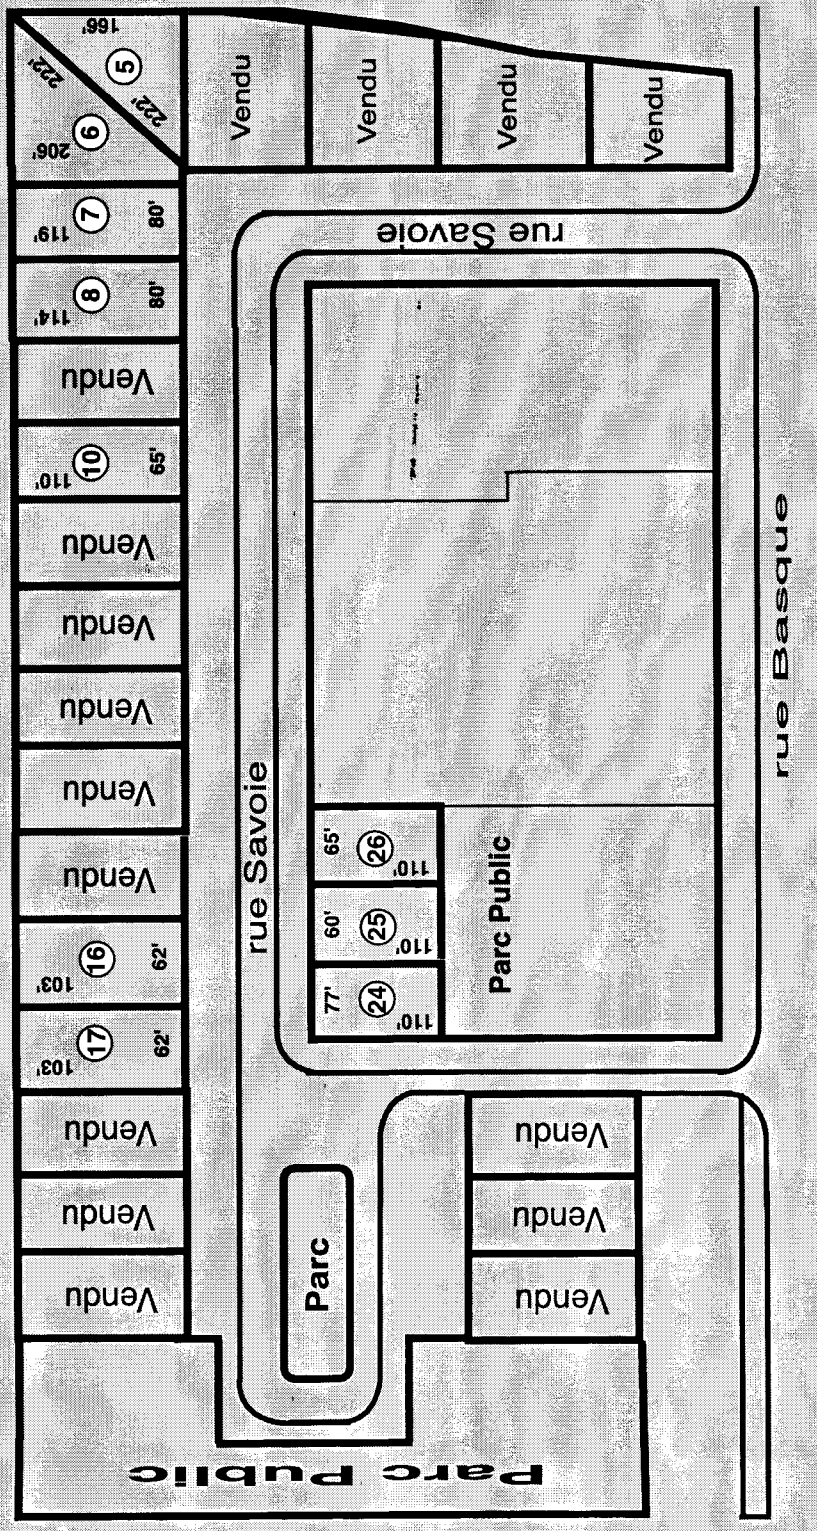 166'
5
222'
222'
6
206'
Vendu
Vendu
Vendu
Vendu
7
119'
80'
8
114'
80'
rue Savoie
Vendu
10
110'
65'
Vendu
Vendu
Vendu
Vendu
Vendu
16
103'
62'
17
103'
62'
Vendu
Vendu
Vendu
rue Savoie
65'
26
110'
60'
25
110'
77'
24
110'
Parc Public
rue Basque
Parc
Vendu
Vendu
Vendu
Parc Public